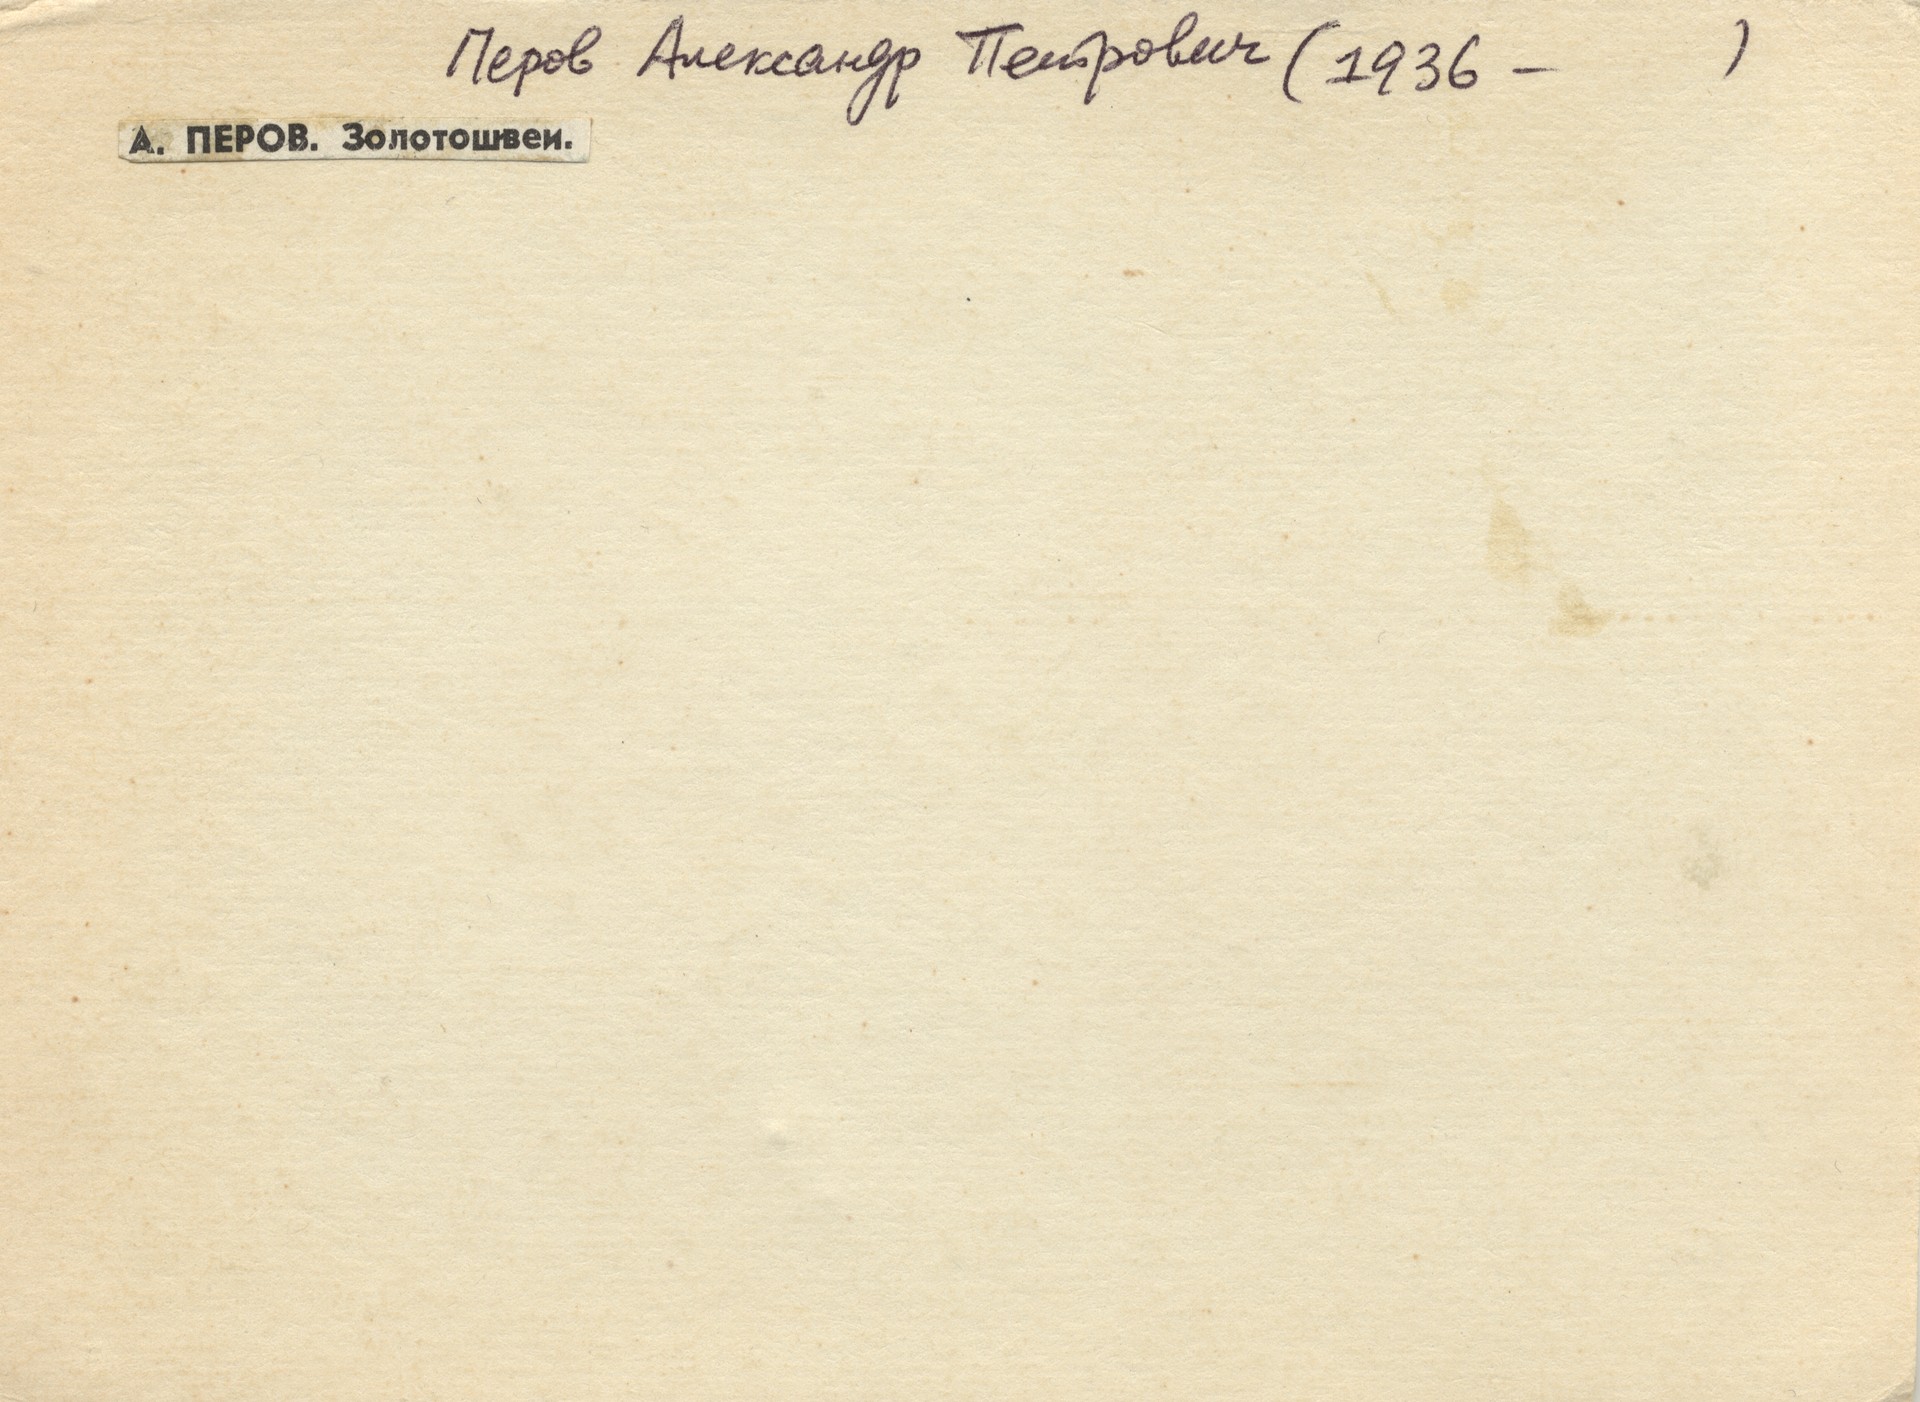 Перов Александр Петрович (1936 – )
А. ПЕРОВ. Золотошвеи.